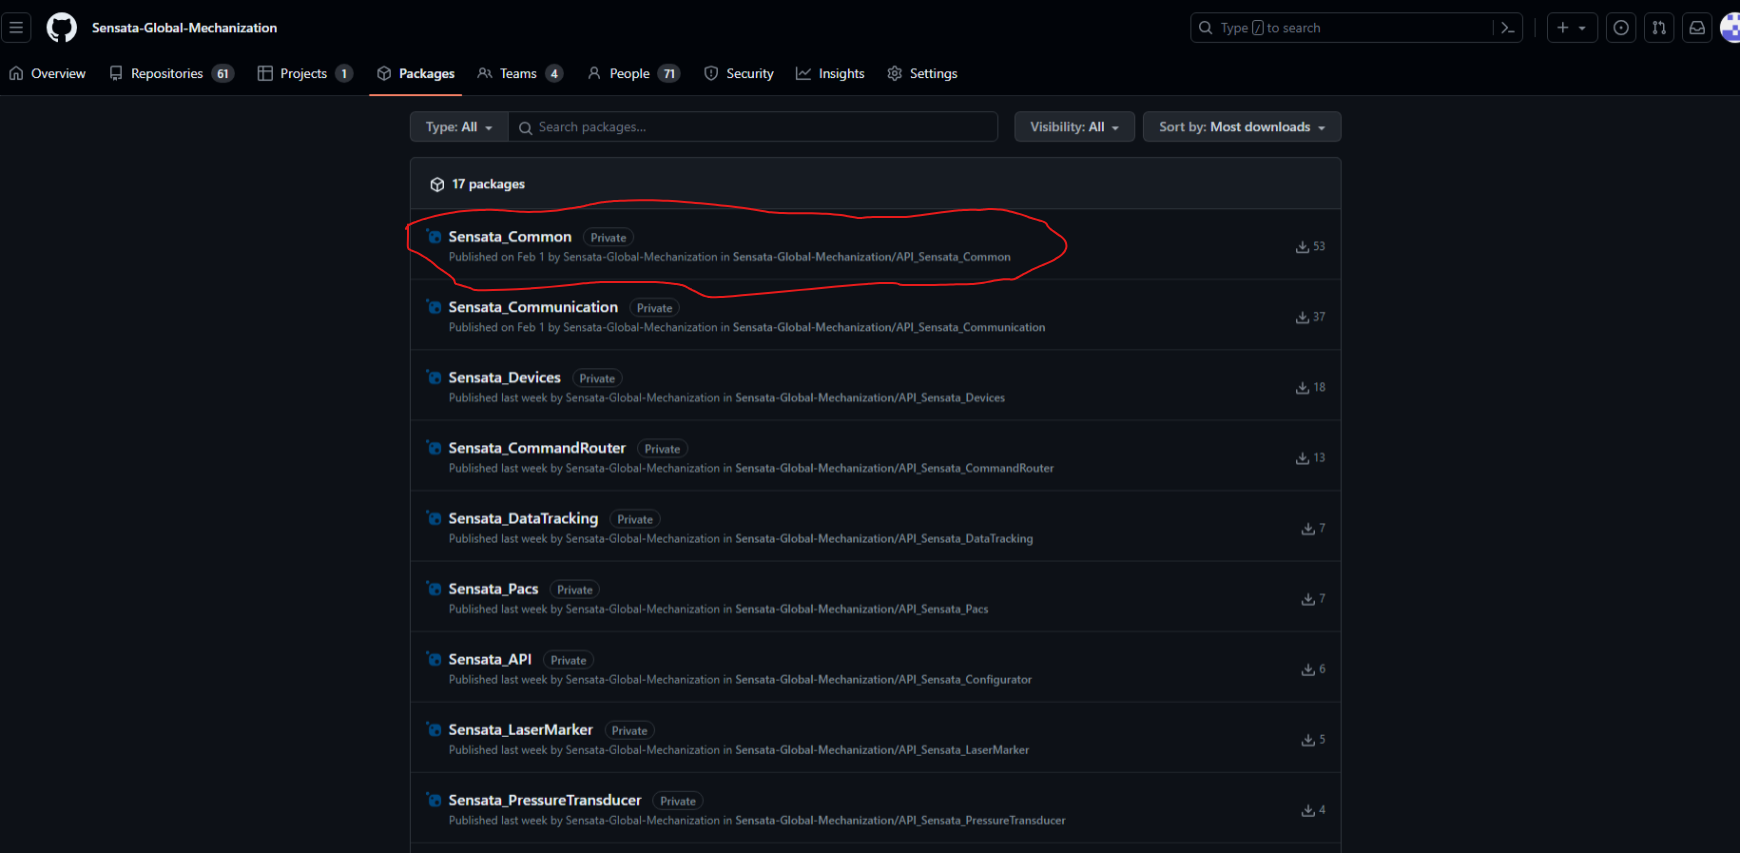 Sensata-Global-Mechanization
Type / to search
Overview
Repositories 61
Projects 1
Packages
Teams 4
People 71
Security
Insights
Settings
Type: All
Search packages...
Visibility: All
Sort by: Most downloads
17 packages
Sensata_Common Private
Published on Feb 1 by Sensata-Global-Mechanization in Sensata-Global-Mechanization/API_Sensata_Common
53
Sensata_Communication Private
Published on Feb 1 by Sensata-Global-Mechanization in Sensata-Global-Mechanization/API_Sensata_Communication
37
Sensata_Devices Private
Published last week by Sensata-Global-Mechanization in Sensata-Global-Mechanization/API_Sensata_Devices
18
Sensata_CommandRouter Private
Published last week by Sensata-Global-Mechanization in Sensata-Global-Mechanization/API_Sensata_CommandRouter
13
Sensata_DataTracking Private
Published last week by Sensata-Global-Mechanization in Sensata-Global-Mechanization/API_Sensata_DataTracking
7
Sensata_Pacs Private
Published last week by Sensata-Global-Mechanization in Sensata-Global-Mechanization/API_Sensata_Pacs
7
Sensata_API Private
Published last week by Sensata-Global-Mechanization in Sensata-Global-Mechanization/API_Sensata_Configurator
6
Sensata_LaserMarker Private
Published last week by Sensata-Global-Mechanization in Sensata-Global-Mechanization/API_Sensata_LaserMarker
5
Sensata_PressureTransducer Private
Published last week by Sensata-Global-Mechanization in Sensata-Global-Mechanization/API_Sensata_PressureTransducer
4